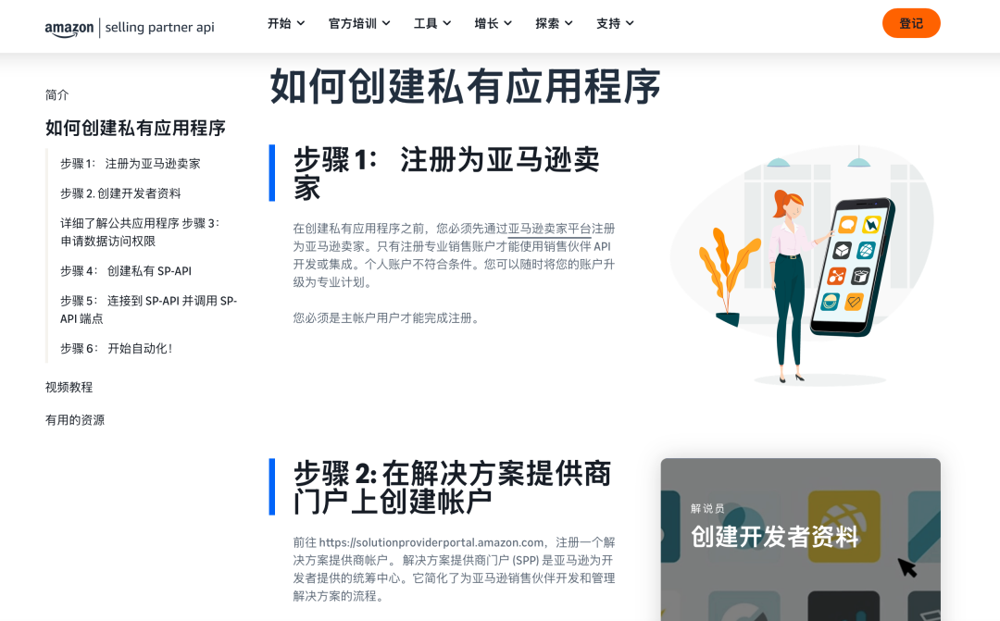 amazon selling partner api
开始 官方培训 工具 增长 探索 支持
登记
简介
如何创建私有应用程序
步骤 1： 注册为亚马逊卖家
步骤 2. 创建开发者资料
详细了解公共应用程序 步骤 3：
申请数据访问权限
步骤 4： 创建私有 SP-API
步骤 5： 连接到 SP-API 并调用 SP-
API 端点
步骤 6： 开始自动化！
视频教程
有用的资源
如何创建私有应用程序
步骤 1： 注册为亚马逊卖
家
在创建私有应用程序之前，您必须先通过亚马逊卖家平台注册
为亚马逊卖家。只有注册专业销售账户才能使用销售伙伴 API
开发或集成。个人账户不符合条件。您可以随时将您的账户升
级为专业计划。
您必须是主帐户用户才能完成注册。
步骤 2: 在解决方案提供商
门户上创建帐户
前往 https://solutionproviderportal.amazon.com，注册一个解
决方案提供商帐户。 解决方案提供商门户 (SPP) 是亚马逊为开
发者提供的统筹中心。它简化了为亚马逊销售伙伴开发和管理
解决方案的流程。
解说员
创建开发者资料